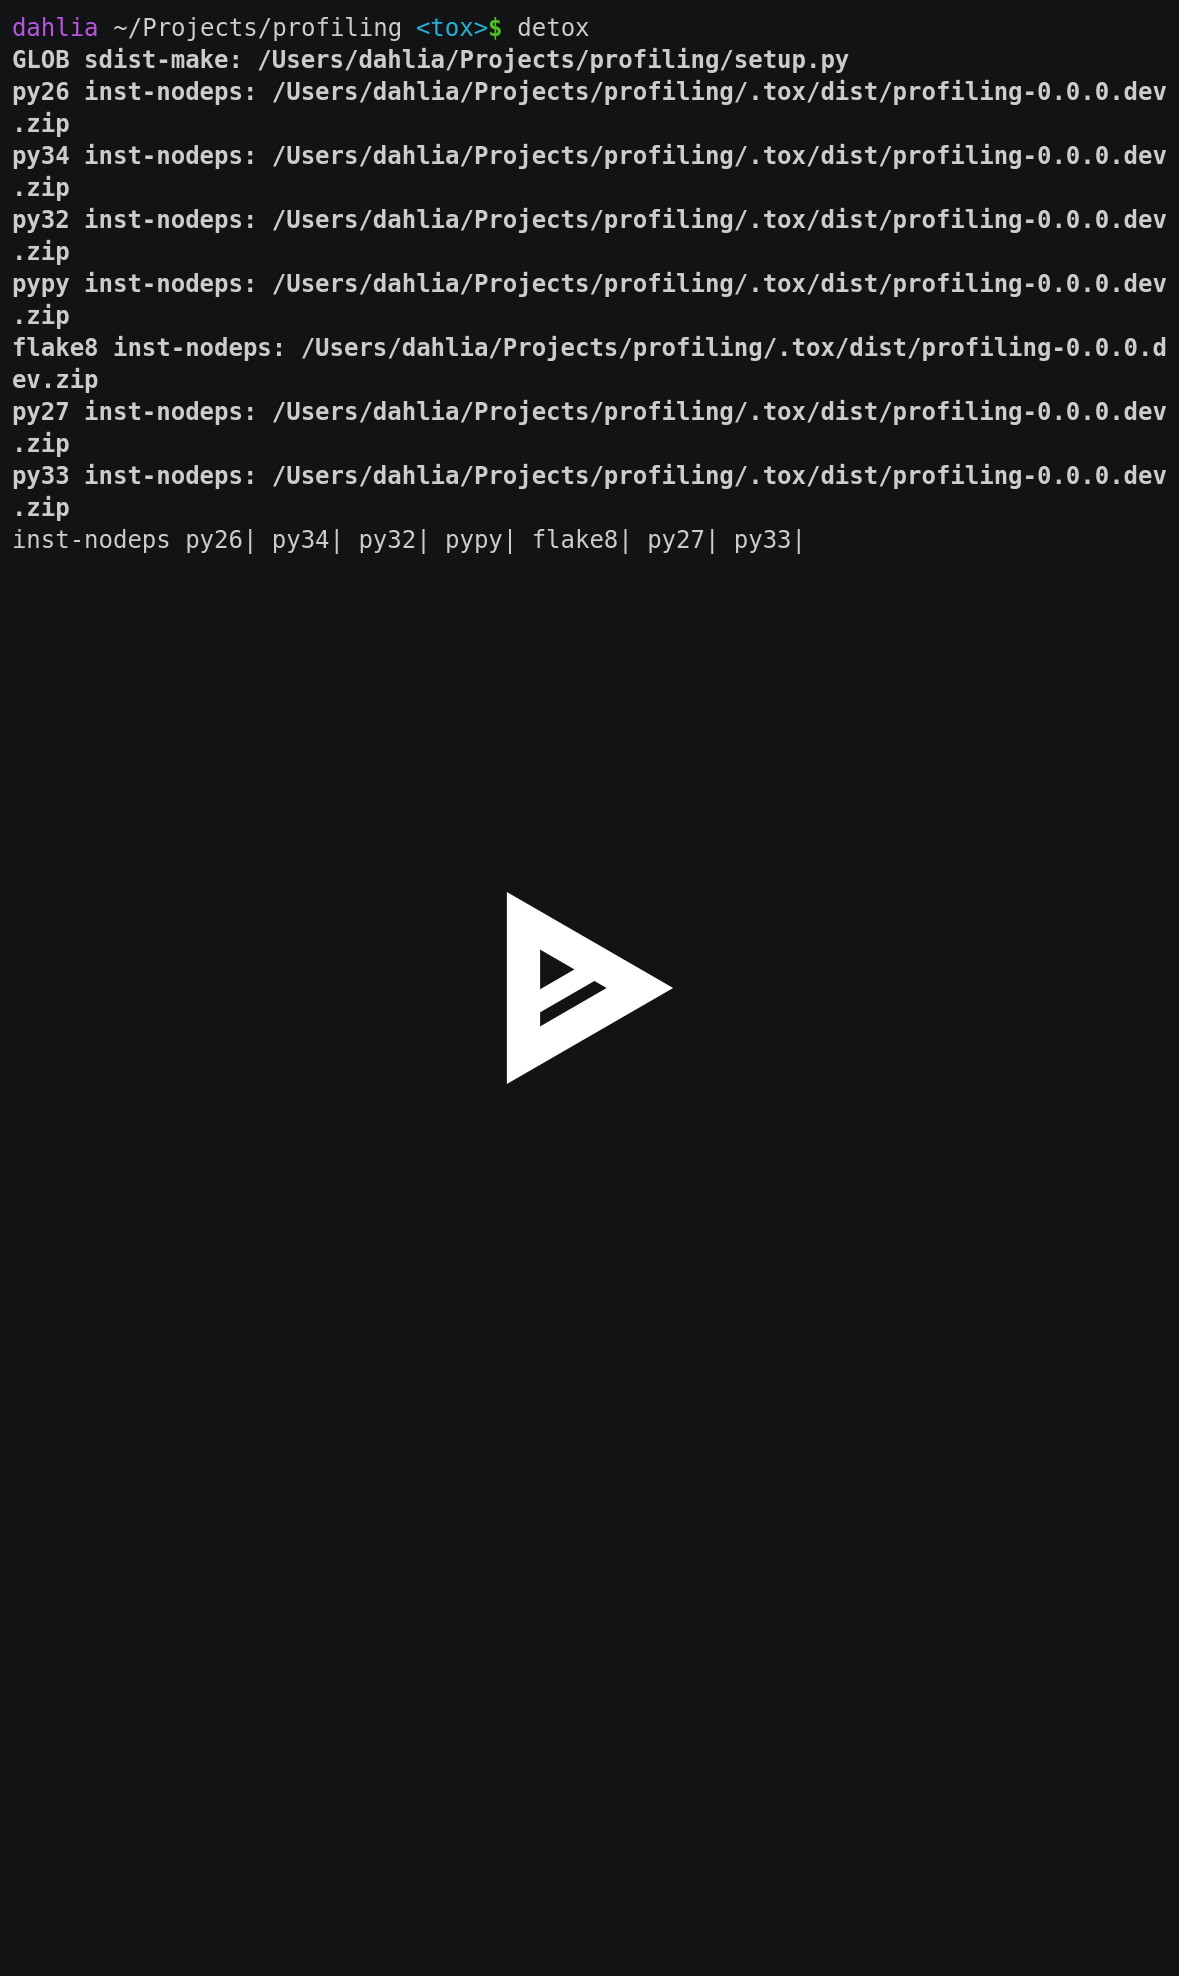 dahlia ~/Projects/profiling <tox>$ detox
GLOB sdist-make: /Users/dahlia/Projects/profiling/setup.py
py26 inst-nodeps: /Users/dahlia/Projects/profiling/.tox/dist/profiling-0.0.0.dev
.zip
py34 inst-nodeps: /Users/dahlia/Projects/profiling/.tox/dist/profiling-0.0.0.dev
.zip
py32 inst-nodeps: /Users/dahlia/Projects/profiling/.tox/dist/profiling-0.0.0.dev
.zip
pypy inst-nodeps: /Users/dahlia/Projects/profiling/.tox/dist/profiling-0.0.0.dev
.zip
flake8 inst-nodeps: /Users/dahlia/Projects/profiling/.tox/dist/profiling-0.0.0.d
ev.zip
py27 inst-nodeps: /Users/dahlia/Projects/profiling/.tox/dist/profiling-0.0.0.dev
.zip
py33 inst-nodeps: /Users/dahlia/Projects/profiling/.tox/dist/profiling-0.0.0.dev
.zip
inst-nodeps py26| py34| py32| pypy| flake8| py27| py33|